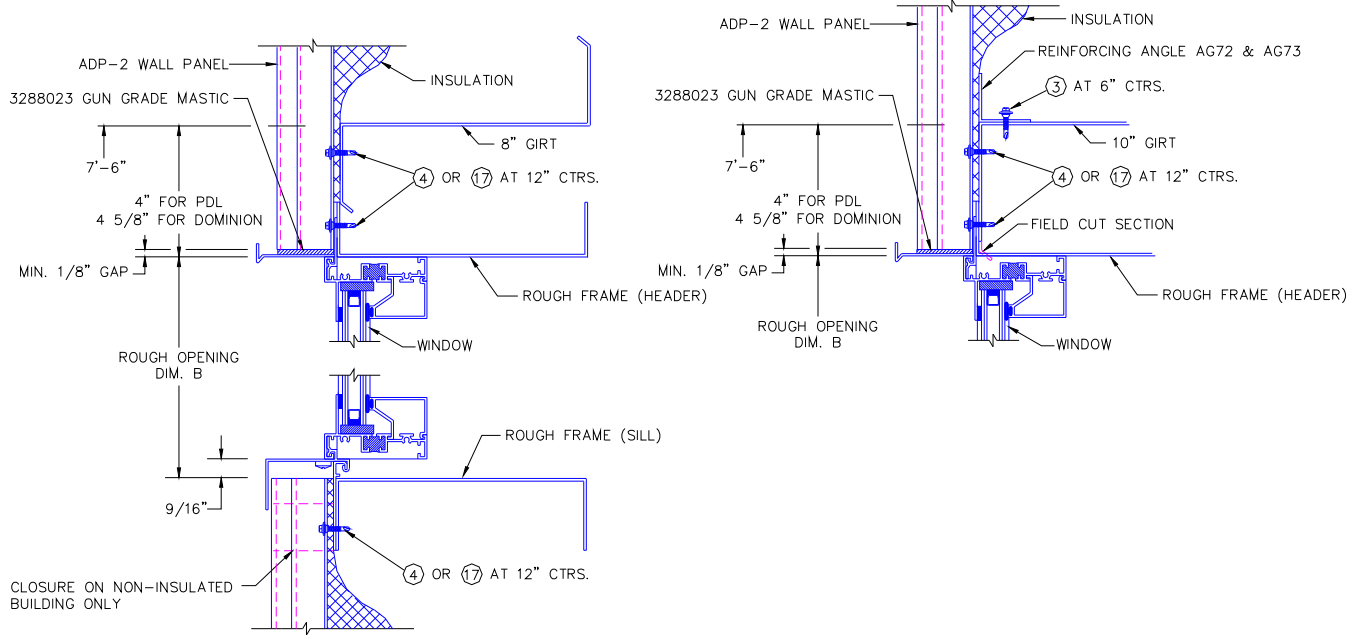 ADP-2 WALL PANEL
INSULATION
3288023 GUN GRADE MASTIC
8" GIRT
7'-6"
4 OR 17 AT 12" CTRS.
4" FOR PDL
4 5/8" FOR DOMINION
MIN. 1/8" GAP
ROUGH FRAME (HEADER)
WINDOW
ROUGH OPENING
DIM. B
ROUGH FRAME (SILL)
9/16"
4 OR 17 AT 12" CTRS.
CLOSURE ON NON-INSULATED
BUILDING ONLY
ADP-2 WALL PANEL
INSULATION
REINFORCING ANGLE AG72 & AG73
3 AT 6" CTRS.
3288023 GUN GRADE MASTIC
10" GIRT
7'-6"
4 OR 17 AT 12" CTRS.
4" FOR PDL
4 5/8" FOR DOMINION
FIELD CUT SECTION
MIN. 1/8" GAP
ROUGH FRAME (HEADER)
ROUGH OPENING
DIM. B
WINDOW